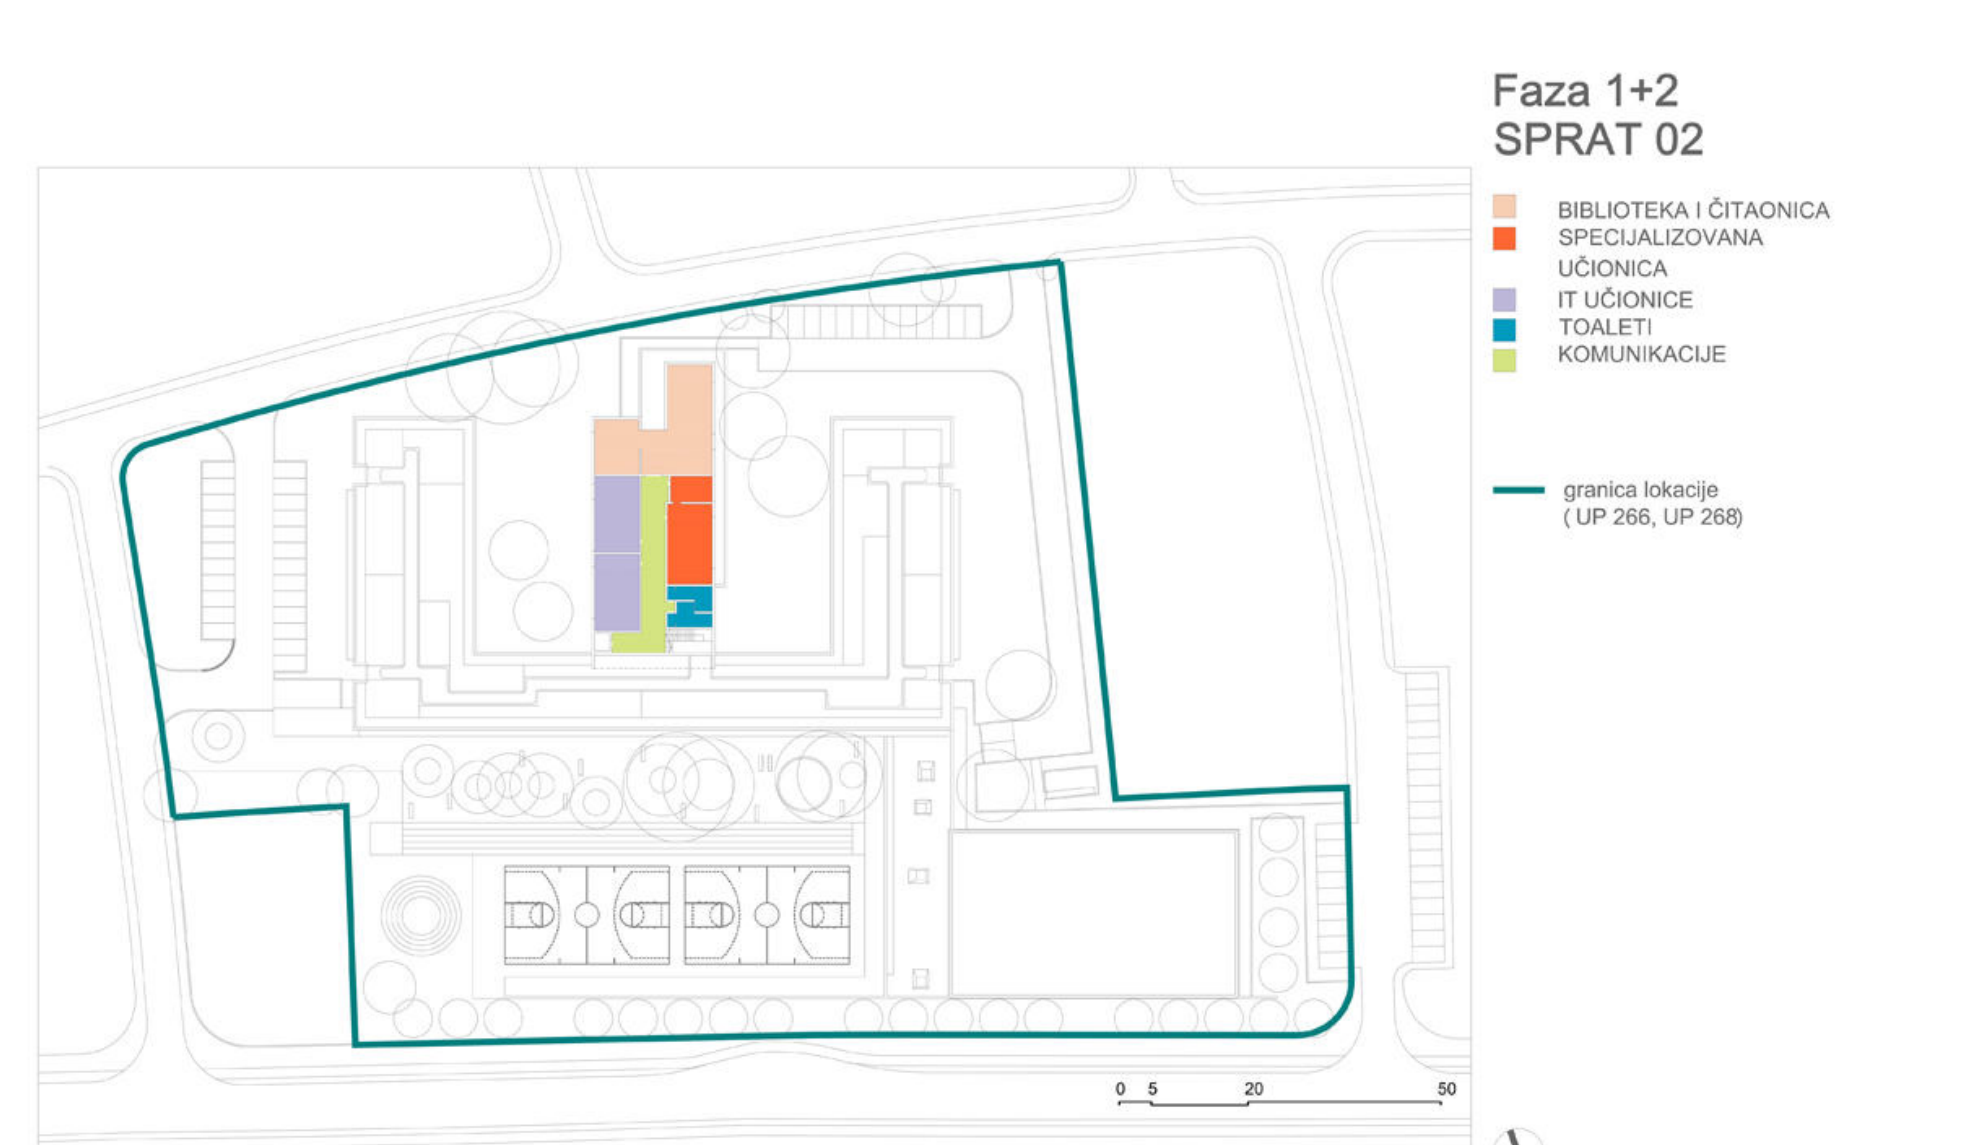 Faza 1+2
SPRAT 02
BIBLIOTEKA I ČITAONICA
SPECIJALIZOVANA
UČIONICA
IT UČIONICE
TOALETI
KOMUNIKACIJE
granica lokacije
( UP 266, UP 268)
0 5 20 50